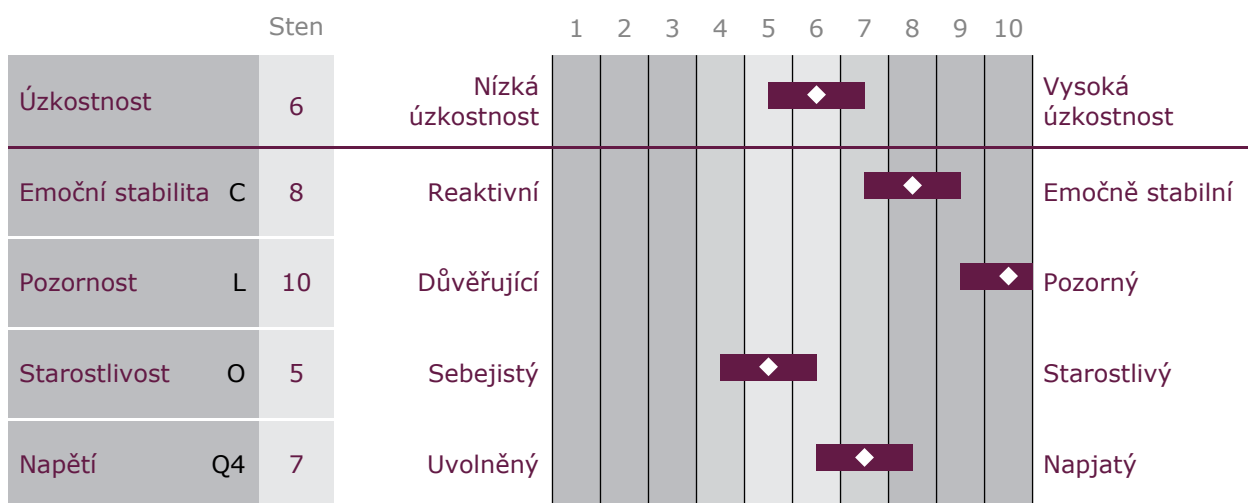 Sten 1 2 3 4 5 6 7 8 9 10
Úzkostnost 6 Nízká úzkostnost Vysoká úzkostnost
Emoční stabilita C 8 Reaktivní Emočně stabilní
Pozornost L 10 Důvěřující Pozorný
Starostlivost O 5 Sebejistý Starostlivý
Napětí Q4 7 Uvolněný Napjatý